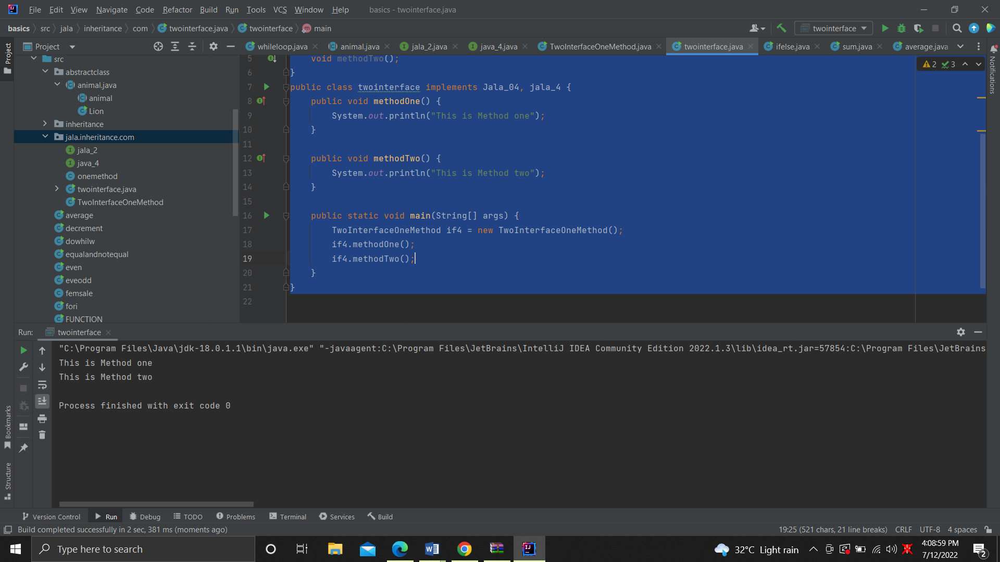 File Edit View Navigate Code Refactor Build Run Tools VCS Window Help basics - twointerface.java
basics src jala inheritance com twointerface.java twointerface main
twointerface
Project
whileloop.java animal.java jala_2.java java_4.java TwoInterfaceOneMethod.java twointerface.java ifelse.java sum.java average.java
Project
Notifications
src
abstractclass
animal.java
animal
Lion
inheritance
jala.inheritance.com
jala_2
java_4
onemethod
twointerface.java
TwoInterfaceOneMethod
average
decrement
dowhilw
equalandnotequal
even
eveodd
femsale
fori
FUNCTION
2 3
5 void methodTwo();
6 }
7 public class twointerface implements Jala_04, jala_4 {
8 public void methodOne() {
9 System.out.println("This is Method one");
10 }
11
12 public void methodTwo() {
13 System.out.println("This is Method two");
14 }
15
16 public static void main(String[] args) {
17 TwoInterfaceOneMethod if4 = new TwoInterfaceOneMethod();
18 if4.methodOne();
19 if4.methodTwo();
20 }
21 }
22
Run: twointerface
"C:\Program Files\Java\jdk-18.0.1.1\bin\java.exe" "-javaagent:C:\Program Files\JetBrains\IntelliJ IDEA Community Edition 2022.1.3\lib\idea_rt.jar=57854:C:\Program Files\JetBrains
This is Method one
This is Method two
Process finished with exit code 0
Bookmarks
Structure
Version Control Run Debug TODO Problems Terminal Services Build
Build completed successfully in 2 sec, 381 ms (moments ago)
19:25 (521 chars, 21 line breaks) CRLF UTF-8 4 spaces
Type here to search
32°C Light rain
4:08:59 PM
7/12/2022
2